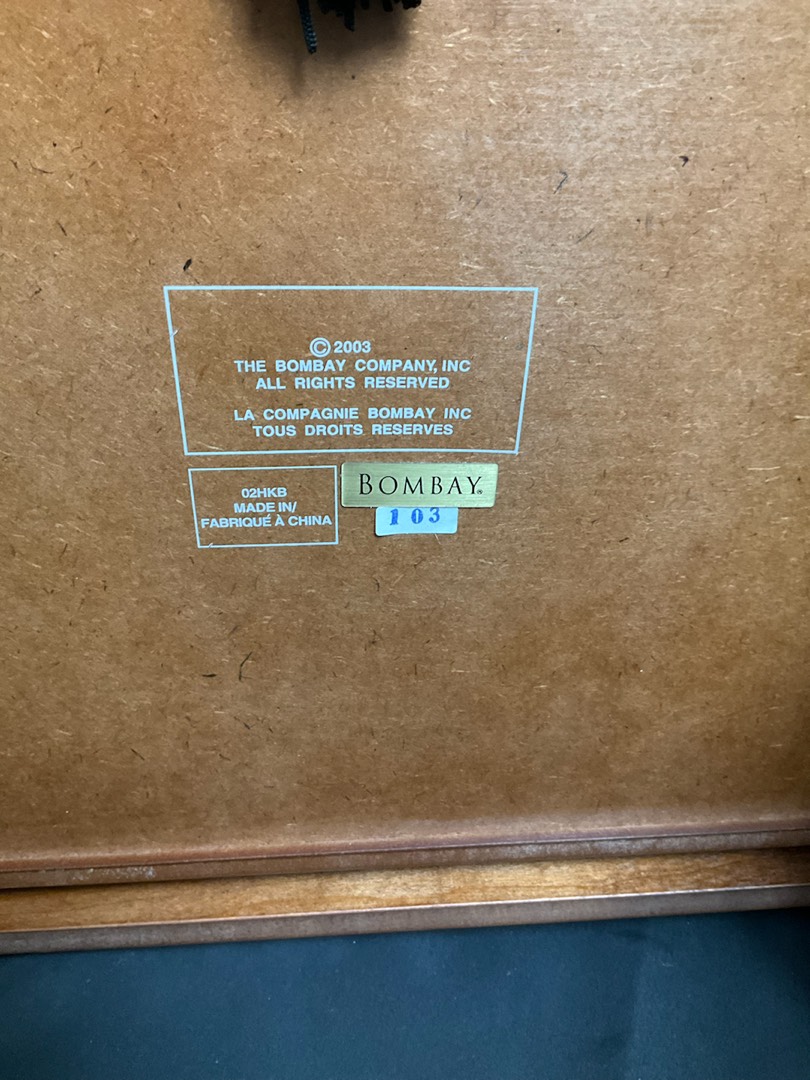 ©2003
THE BOMBAY COMPANY, INC
ALL RIGHTS RESERVED
LA COMPAGNIE BOMBAY INC
TOUS DROITS RESERVES
02HKB
MADE IN/
FABRIQUÉ À CHINA
BOMBAY®
103